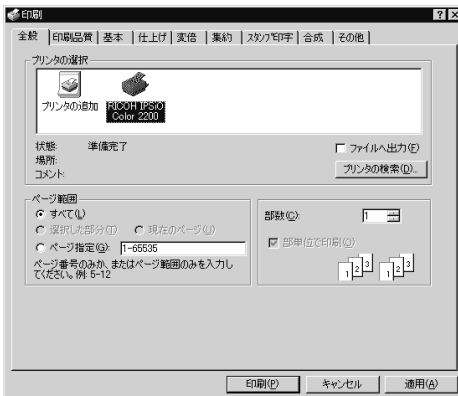 印刷
全般 印刷品質 基本 仕上げ 変倍 集約 スタンプ印字 合成 その他
プリンタの選択
プリンタの追加 RICOH IPSiO Color 2200
状態: 準備完了
場所:
コメント:
ファイルへ出力(F)
プリンタの検索(D)...
ページ範囲
すべて(L)
選択した部分(T) 現在のページ(U)
ページ指定(G): 1-65535
ページ番号のみか、またはページ範囲のみを入力し
てください。例: 5-12
部数(C): 1
部単位で印刷(O)
1 2 3 1 2 3
印刷(P) キャンセル 適用(A)